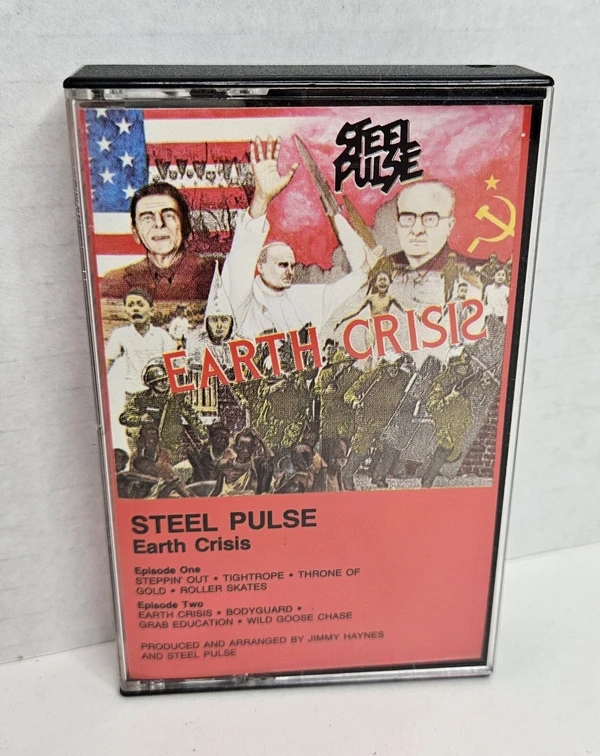 STEEL
PULSE
EARTH CRISIS
STEEL PULSE
Earth Crisis
Episode One
STEPPIN' OUT • TIGHTROPE • THRONE OF
GOLD • ROLLER SKATES
Episode Two
EARTH CRISIS • BODYGUARD •
GRAB EDUCATION • WILD GOOSE CHASE
PRODUCED AND ARRANGED BY JIMMY HAYNES
AND STEEL PULSE